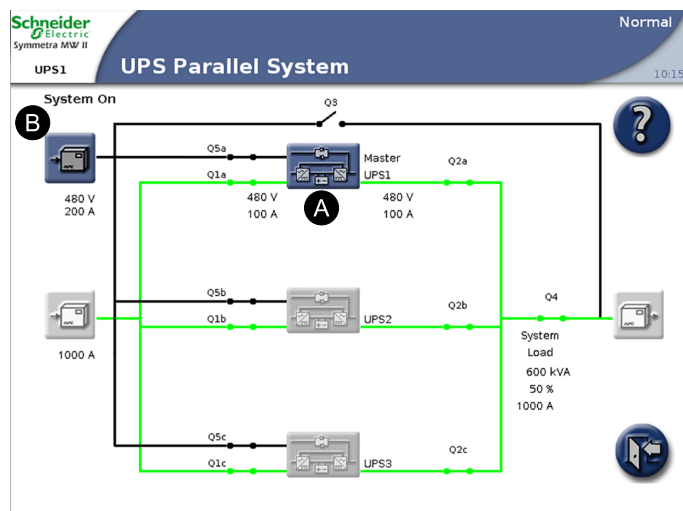 Schneider
Electric
Symmetra MW II
UPS1
UPS Parallel System
Normal
10:15
System On
B
Q3
?
Q5a
Master
Q2a
Q1a
UPS1
480 V
200 A
480 V
100 A
A
480 V
100 A
Q5b
Q1b
UPS2
Q2b
Q4
APC
APC
1000 A
System
Load
600 kVA
50 %
1000 A
Q5c
Q1c
UPS3
Q2c